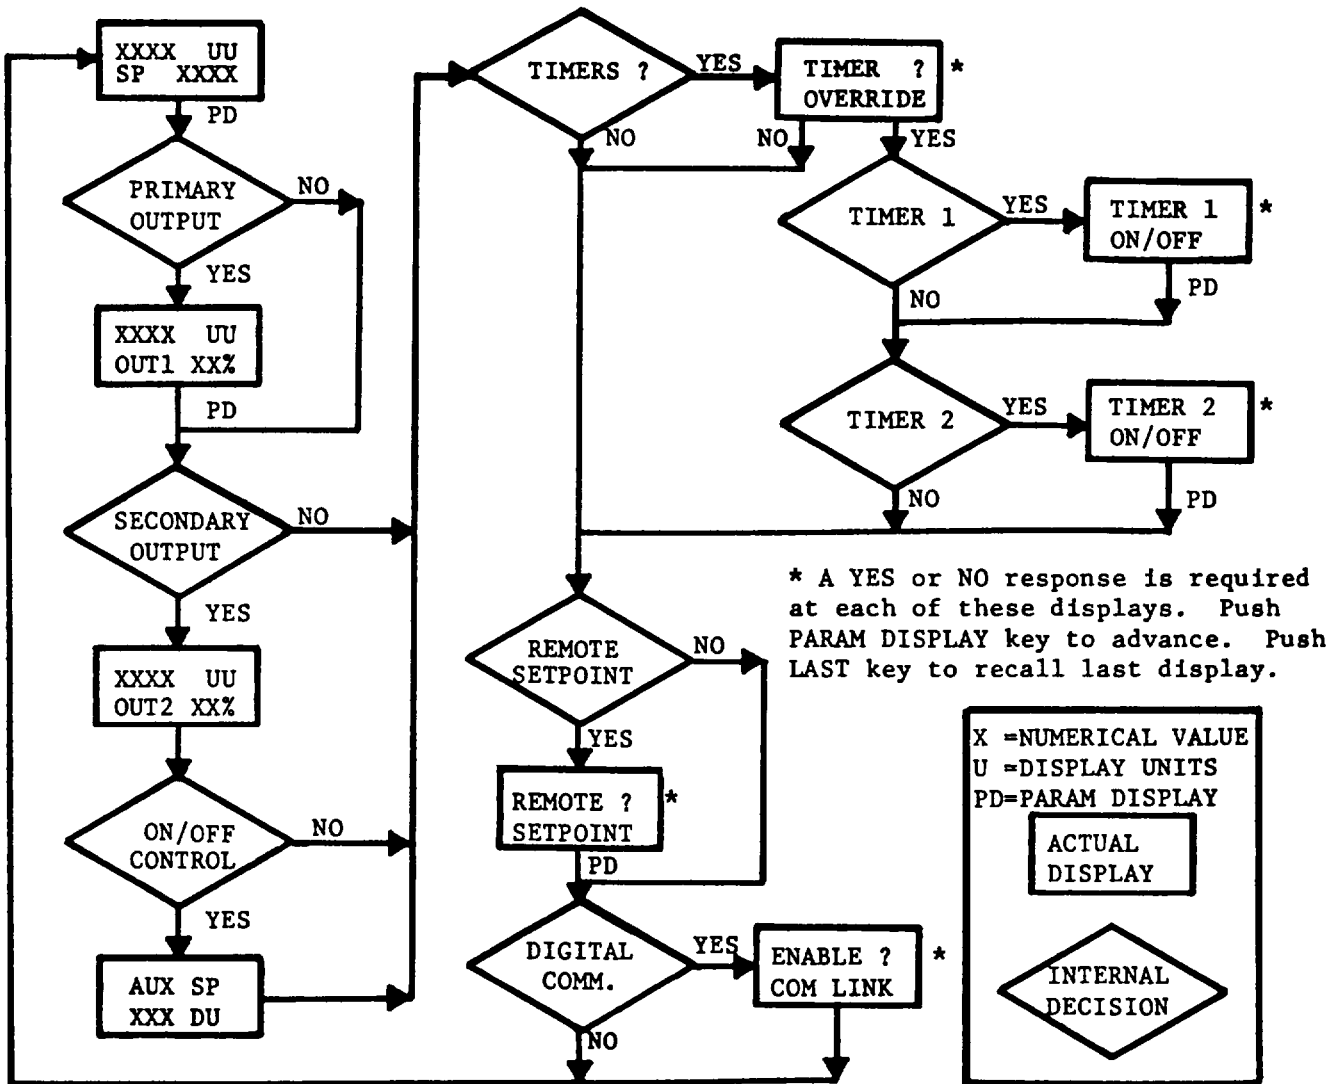 XXXX UU
SP XXXX
PD
PRIMARY
OUTPUT
NO
YES
XXXX UU
OUT1 XX%
PD
SECONDARY
OUTPUT
NO
YES
XXXX UU
OUT2 XX%
ON/OFF
CONTROL
NO
YES
AUX SP
XXX DU
TIMERS ?
YES
NO
TIMER ?
OVERRIDE
*
NO
YES
TIMER 1
YES
NO
TIMER 1
ON/OFF
*
PD
TIMER 2
YES
NO
TIMER 2
ON/OFF
*
PD
* A YES or NO response is required
at each of these displays. Push
PARAM DISPLAY key to advance. Push
LAST key to recall last display.
REMOTE
SETPOINT
NO
YES
REMOTE ?
SETPOINT
*
PD
DIGITAL
COMM.
YES
NO
ENABLE ?
COM LINK
*
X =NUMERICAL VALUE
U =DISPLAY UNITS
PD=PARAM DISPLAY
ACTUAL
DISPLAY
INTERNAL
DECISION